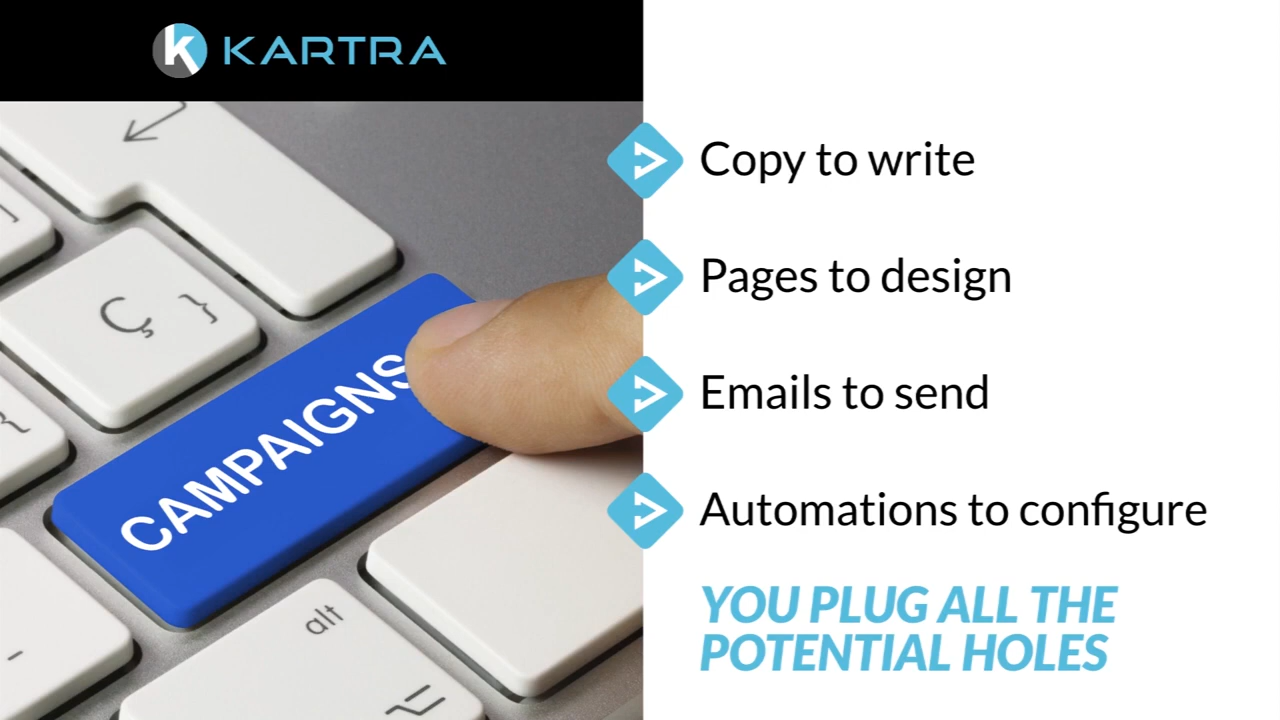 KARTRA
Copy to write
Pages to design
Emails to send
Automations to configure
YOU PLUG ALL THE
POTENTIAL HOLES
CAMPAIGNS
Ç }
alt